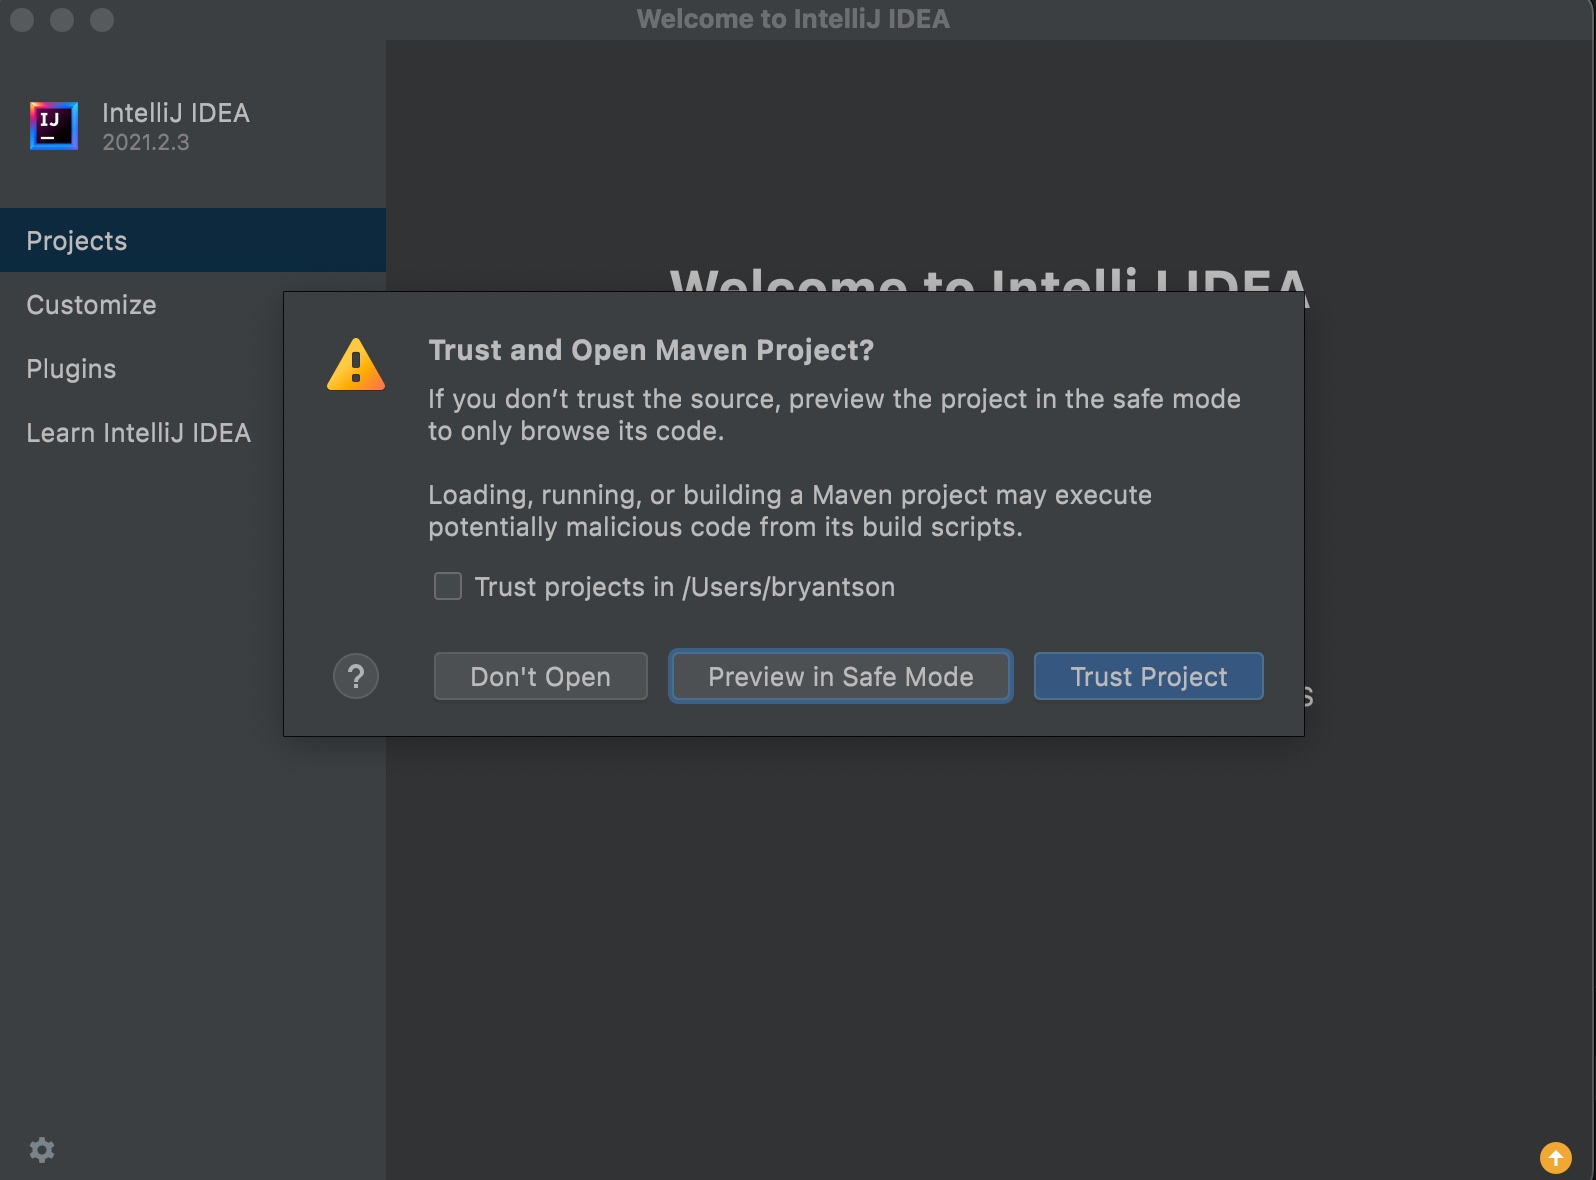 Welcome to IntelliJ IDEA
IJ
IntelliJ IDEA
2021.2.3
Projects
Customize
Plugins
Learn IntelliJ IDEA
Welcome to IntelliJ IDEA
Trust and Open Maven Project?
If you don’t trust the source, preview the project in the safe mode
to only browse its code.
Loading, running, or building a Maven project may execute
potentially malicious code from its build scripts.
Trust projects in /Users/bryantson
?
Don't Open
Preview in Safe Mode
Trust Project